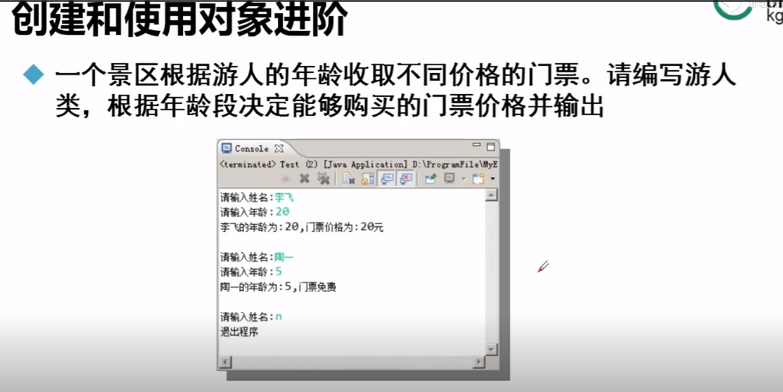 创建和使用对象进阶
一个景区根据游人的年龄收取不同价格的门票。请编写游人
类，根据年龄段决定能够购买的门票价格并输出
Console
<terminated> Test (2) [Java Application] D:\ProgramFile\MyE
请输入姓名:李飞
请输入年龄:20
李飞的年龄为:20,门票价格为:20元
请输入姓名:陶一
请输入年龄:5
陶一的年龄为:5,门票免费
请输入姓名:n
退出程序